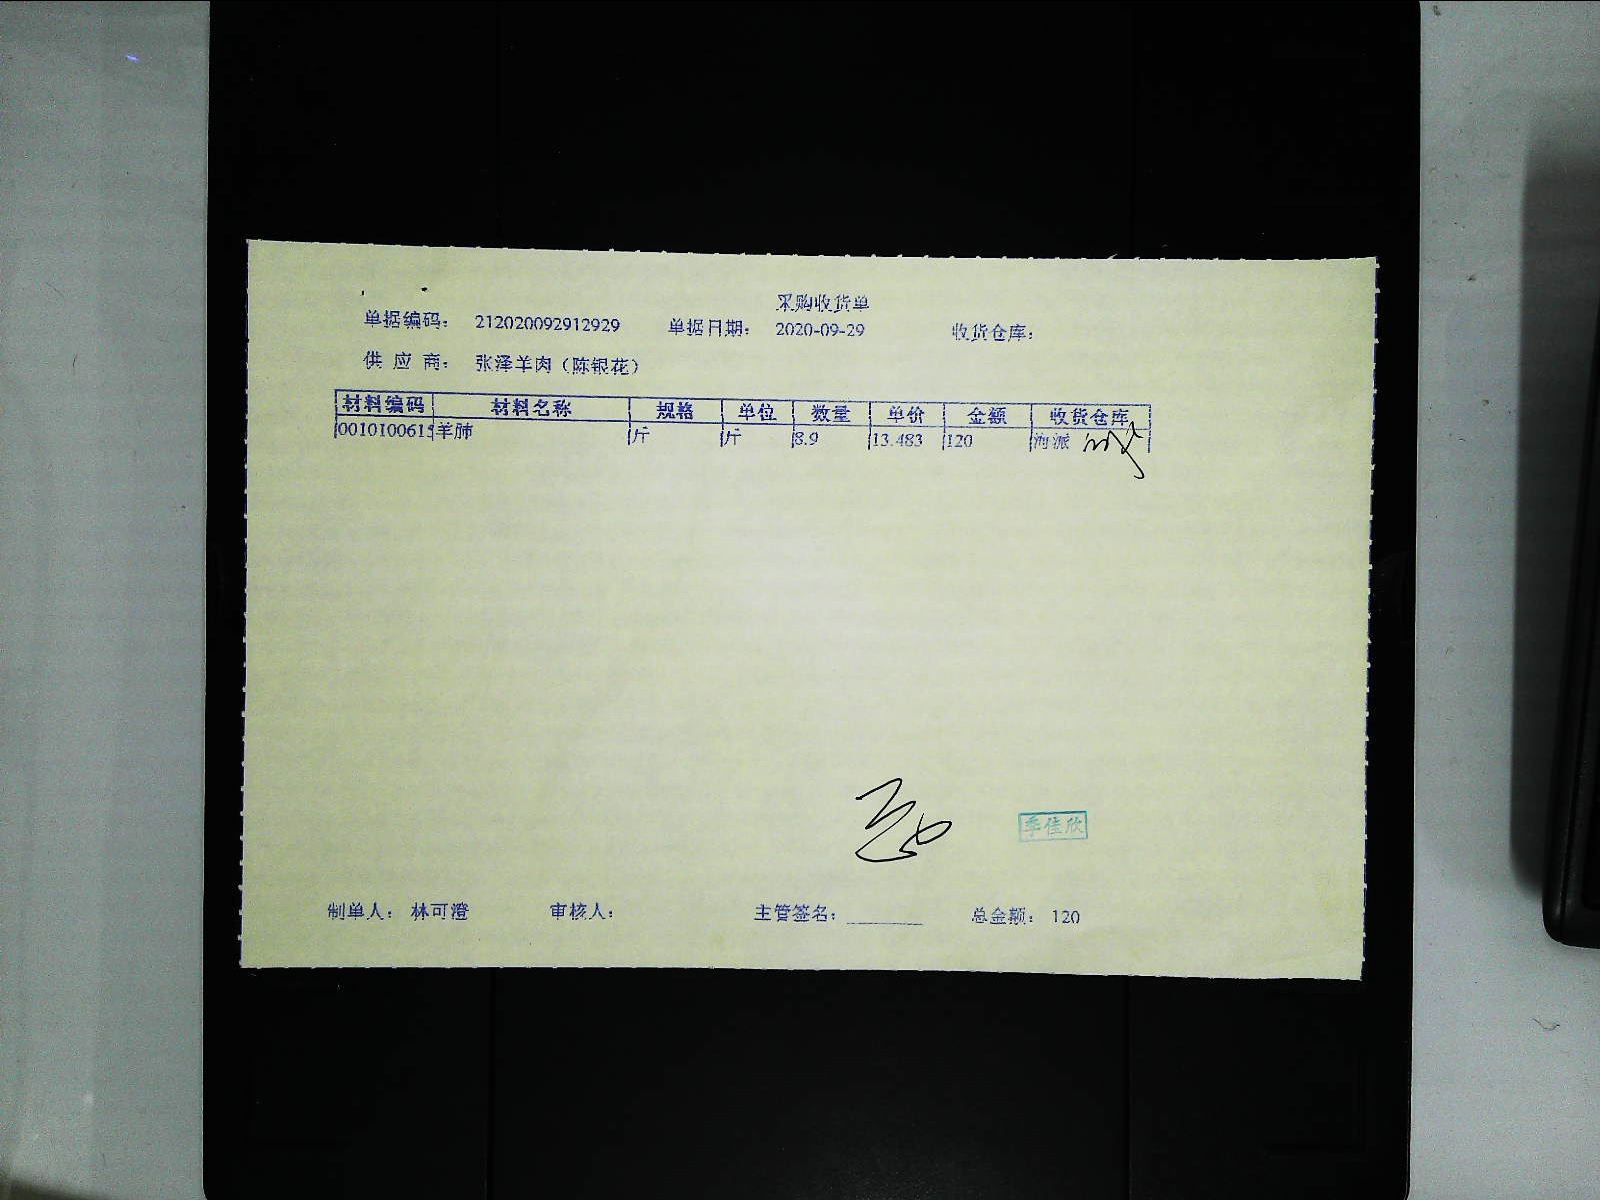 采购收货单
单据编码： 212020092912929 单据日期： 2020-09-29 收货仓库：
供 应 商： 张泽羊肉（陈银花）
材料编码 材料名称 规格 单位 数量 单价 金额 收货仓库
001010061 羊肺 斤 斤 8.9 13.483 120 海派
季佳欣
制单人： 林可澄 审核人： 主管签名： 总金额： 120